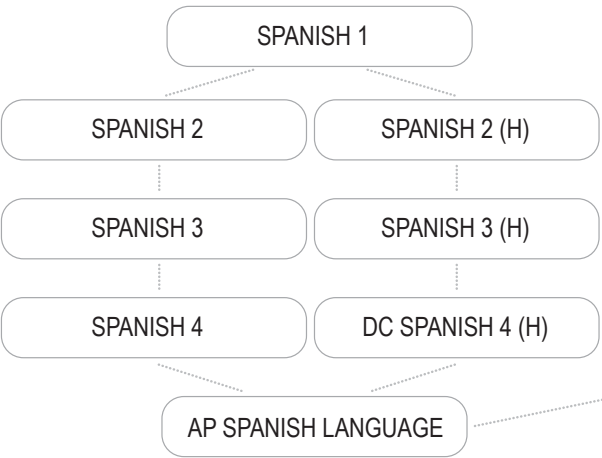 SPANISH 1
SPANISH 2
SPANISH 2 (H)
SPANISH 3
SPANISH 3 (H)
SPANISH 4
DC SPANISH 4 (H)
AP SPANISH LANGUAGE